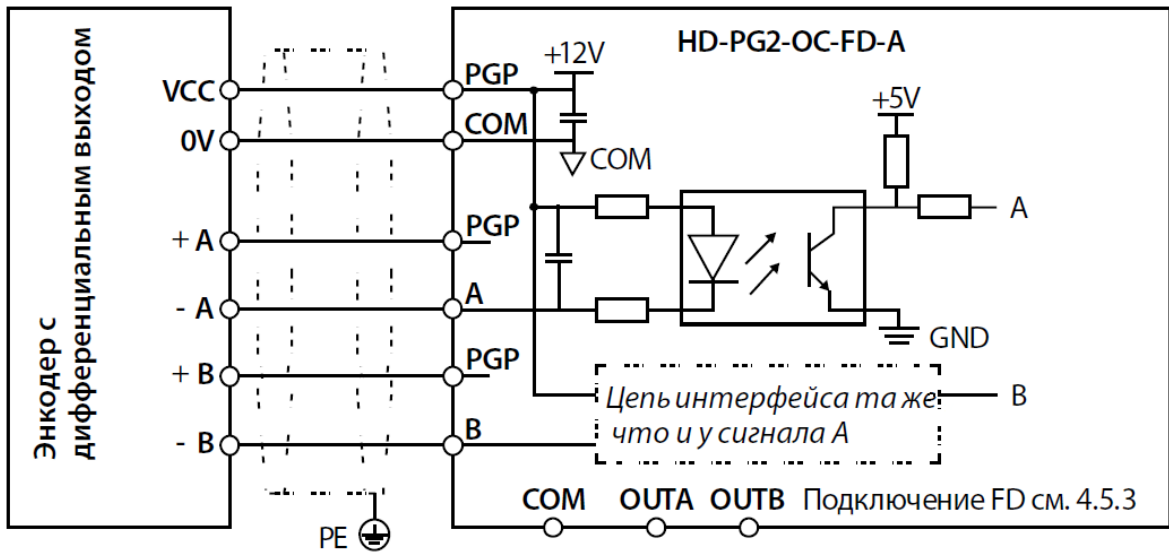 Энкодер с
дифференциальным выходом
VCC
0V
+ A
- A
+ B
- B
PE
HD-PG2-OC-FD-A
PGP
+12V
COM
COM
+5V
PGP
A
A
GND
PGP
B
Цепь интерфейса та же
что и у сигнала A
B
COM OUTA OUTB Подключение FD см. 4.5.3